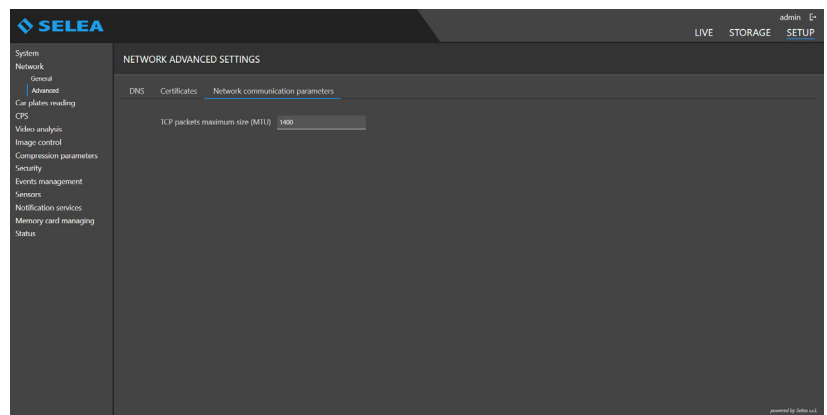 SELEA
admin
LIVE STORAGE SETUP
System
Network
General
Advanced
Car plates reading
CPS
Video analysis
Image control
Compression parameters
Security
Events management
Sensors
Notification services
Memory card managing
Status
NETWORK ADVANCED SETTINGS
DNS Certificates Network communication parameters
TCP packets maximum size (MTU) 1400
powered by Selea s.r.l.